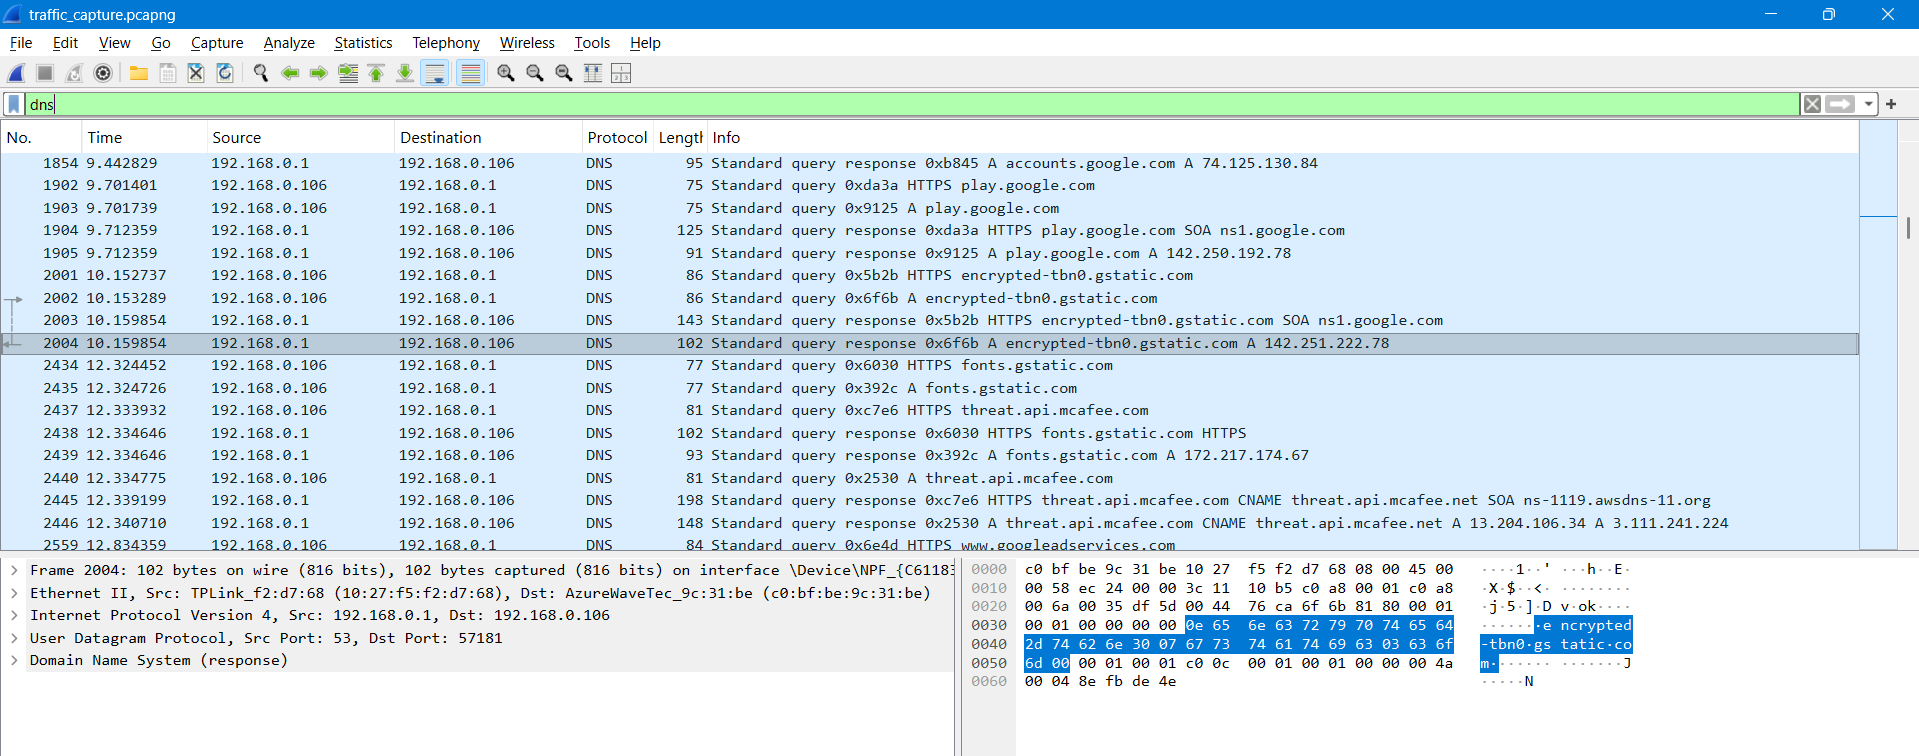 traffic_capture.pcapng
File Edit View Go Capture Analyze Statistics Telephony Wireless Tools Help
dns
No. Time Source Destination Protocol Length Info
1854 9.442829 192.168.0.1 192.168.0.106 DNS 95 Standard query response 0xb845 A accounts.google.com A 74.125.130.84
1902 9.701401 192.168.0.106 192.168.0.1 DNS 75 Standard query 0xda3a HTTPS play.google.com
1903 9.701739 192.168.0.106 192.168.0.1 DNS 75 Standard query 0x9125 A play.google.com
1904 9.712359 192.168.0.1 192.168.0.106 DNS 125 Standard query response 0xda3a HTTPS play.google.com SOA ns1.google.com
1905 9.712359 192.168.0.1 192.168.0.106 DNS 91 Standard query response 0x9125 A play.google.com A 142.250.192.78
2001 10.152737 192.168.0.106 192.168.0.1 DNS 86 Standard query 0x5b2b HTTPS encrypted-tbn0.gstatic.com
2002 10.153289 192.168.0.106 192.168.0.1 DNS 86 Standard query 0x6f6b A encrypted-tbn0.gstatic.com
2003 10.159854 192.168.0.1 192.168.0.106 DNS 143 Standard query response 0x5b2b HTTPS encrypted-tbn0.gstatic.com SOA ns1.google.com
2004 10.159854 192.168.0.1 192.168.0.106 DNS 102 Standard query response 0x6f6b A encrypted-tbn0.gstatic.com A 142.251.222.78
2434 12.324452 192.168.0.106 192.168.0.1 DNS 77 Standard query 0x6030 HTTPS fonts.gstatic.com
2435 12.324726 192.168.0.106 192.168.0.1 DNS 77 Standard query 0x392c A fonts.gstatic.com
2437 12.333932 192.168.0.106 192.168.0.1 DNS 81 Standard query 0xc7e6 HTTPS threat.api.mcafee.com
2438 12.334646 192.168.0.1 192.168.0.106 DNS 102 Standard query response 0x6030 HTTPS fonts.gstatic.com HTTPS
2439 12.334646 192.168.0.1 192.168.0.106 DNS 93 Standard query response 0x392c A fonts.gstatic.com A 172.217.174.67
2440 12.334775 192.168.0.106 192.168.0.1 DNS 81 Standard query 0x2530 A threat.api.mcafee.com
2445 12.339199 192.168.0.1 192.168.0.106 DNS 198 Standard query response 0xc7e6 HTTPS threat.api.mcafee.com CNAME threat.api.mcafee.net SOA ns-1119.awsdns-11.org
2446 12.340710 192.168.0.1 192.168.0.106 DNS 148 Standard query response 0x2530 A threat.api.mcafee.com CNAME threat.api.mcafee.net A 13.204.106.34 A 3.111.241.224
2559 12.834359 192.168.0.106 192.168.0.1 DNS 84 Standard query 0x6e4d HTTPS www.googleadservices.com
Frame 2004: 102 bytes on wire (816 bits), 102 bytes captured (816 bits) on interface \Device\NPF_{C6118
Ethernet II, Src: TPLink_f2:d7:68 (10:27:f5:f2:d7:68), Dst: AzureWaveTec_9c:31:be (c0:bf:be:9c:31:be)
Internet Protocol Version 4, Src: 192.168.0.1, Dst: 192.168.0.106
User Datagram Protocol, Src Port: 53, Dst Port: 57181
Domain Name System (response)
0000 c0 bf be 9c 31 be 10 27 f5 f2 d7 68 08 00 45 00 ····1··' ···h··E·
0010 00 58 ec 24 00 00 3c 11 10 b5 c0 a8 00 01 c0 a8 ·X·$··<· ········
0020 00 6a 00 35 df 5d 00 44 76 ca 6f 6b 81 80 00 01 ·j·5·]·D v·ok····
0030 00 01 00 00 00 00 0e 65 6e 63 72 79 70 74 65 64 ·······e ncrypted
0040 2d 74 62 6e 30 07 67 73 74 61 74 69 63 03 63 6f -tbn0·gs tatic·co
0050 6d 00 00 01 00 01 c0 0c 00 01 00 01 00 00 00 4a m······· ·······J
0060 00 04 8e fb de 4e ·····N